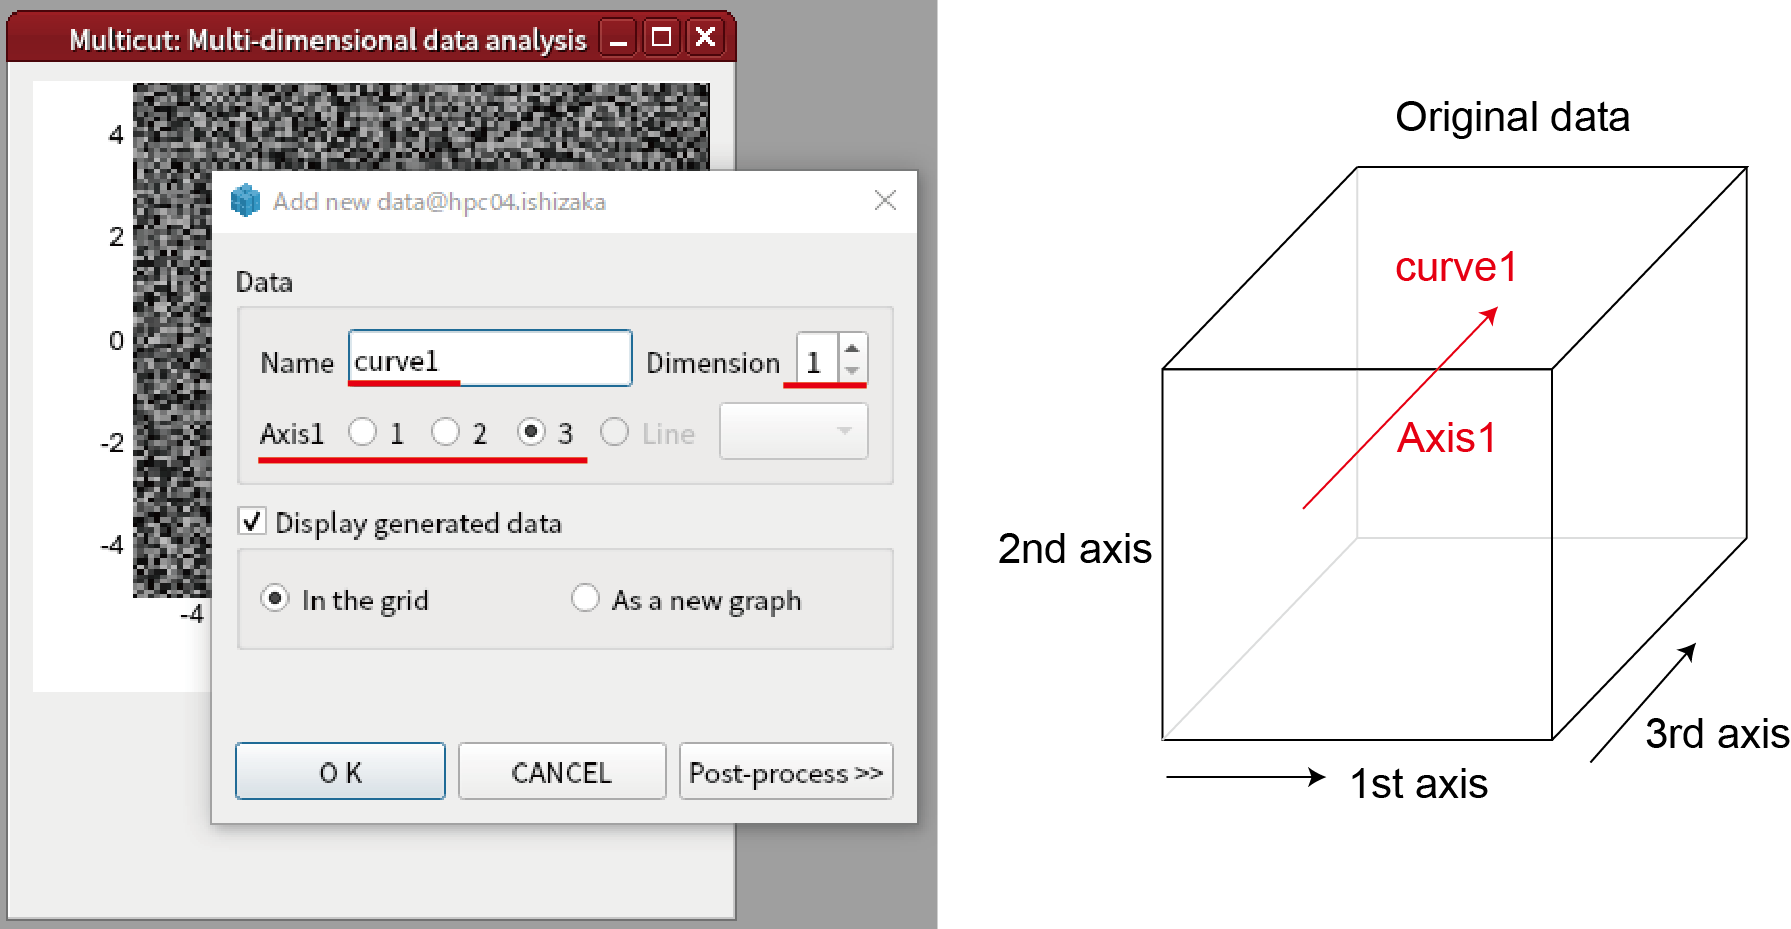 Multicut: Multi-dimensional data analysis
4
2
0
-2
-4
-4
Add new data@hpc04.ishizaka
Data
Name curve1 Dimension 1
Axis1 1 2 3 Line
Display generated data
In the grid As a new graph
OK CANCEL Post-process >>
Original data
curve1
Axis1
2nd axis
3rd axis
1st axis